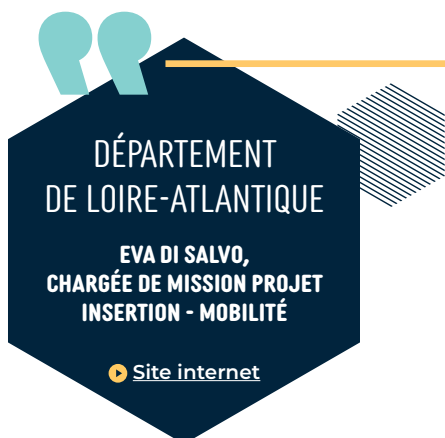 DÉPARTEMENT
DE LOIRE-ATLANTIQUE
EVA DI SALVO,
CHARGÉE DE MISSION PROJET
INSERTION - MOBILITÉ
Site internet